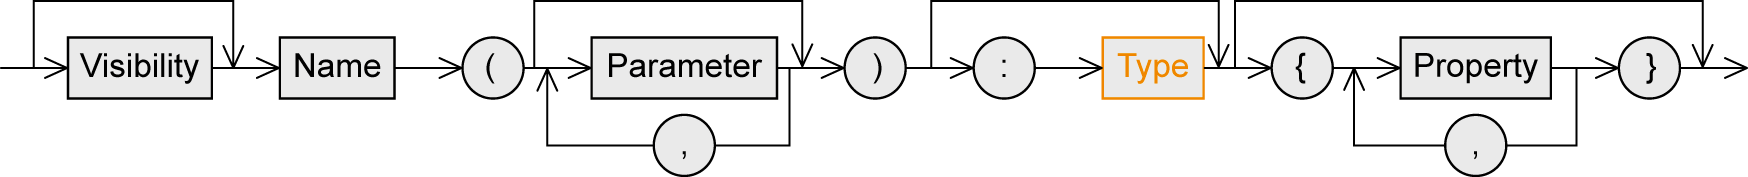 Visibility Name ( Parameter ) : Type { Property }
, ,